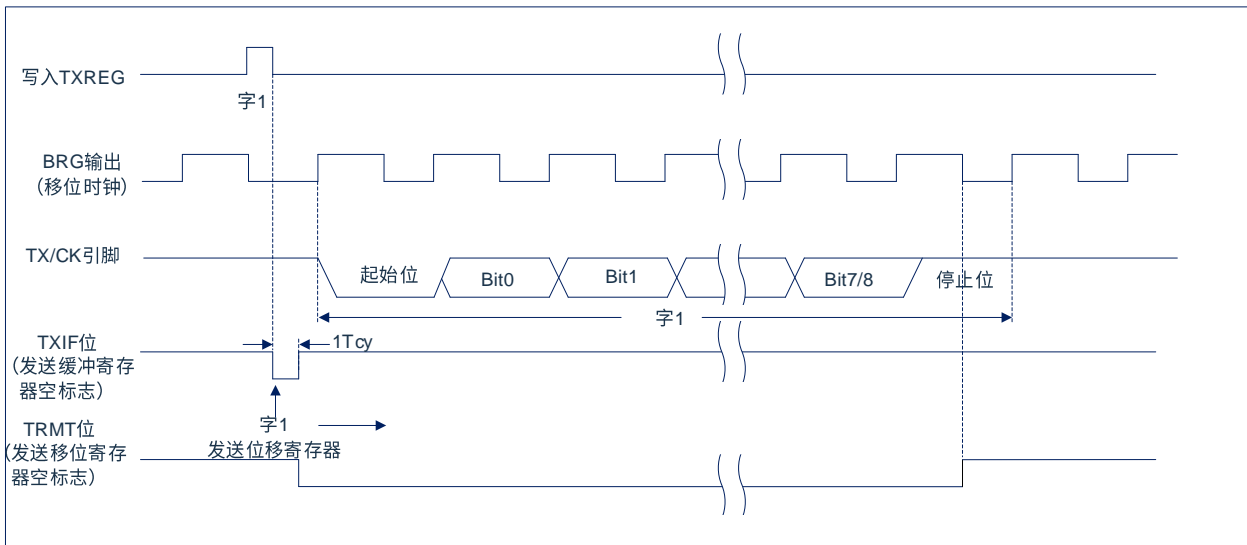 写入TXREG
字1
BRG输出
（移位时钟）
TX/CK引脚
起始位
Bit0
Bit1
Bit7/8
停止位
字1
TXIF位
（发送缓冲寄存
器空标志）
1Tcy
字1
发送位移寄存器
TRMT位
（发送移位寄存
器空标志）